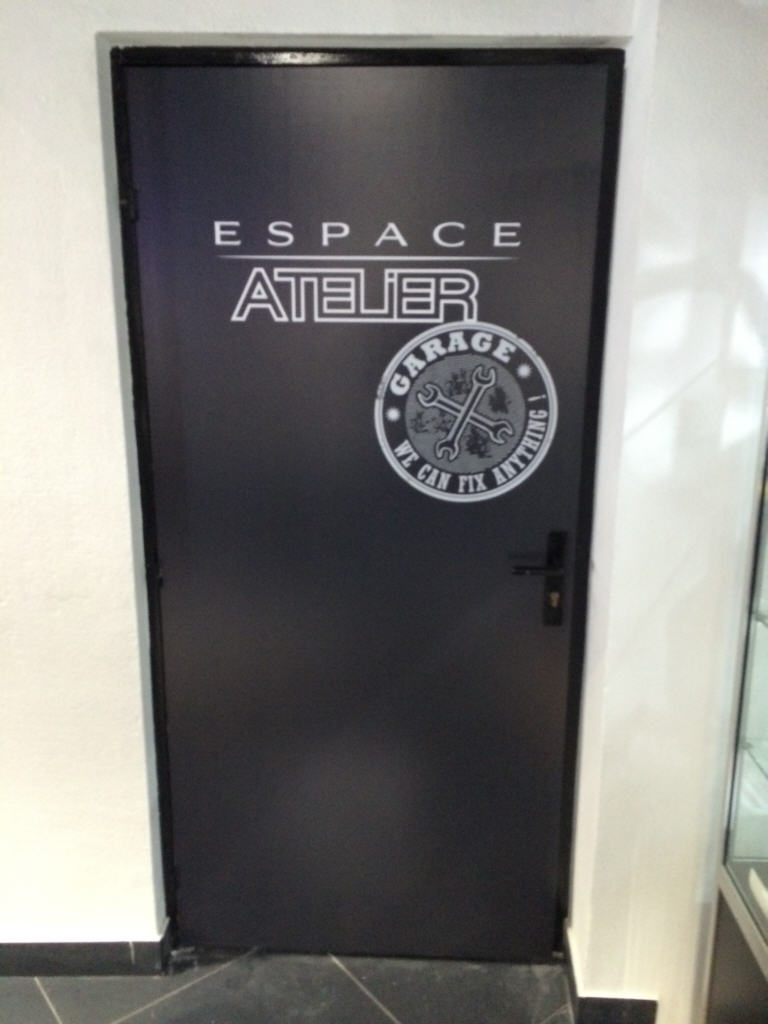 ESPACE
ATELiER
GARAGE
WE CAN FIX ANYTHING !